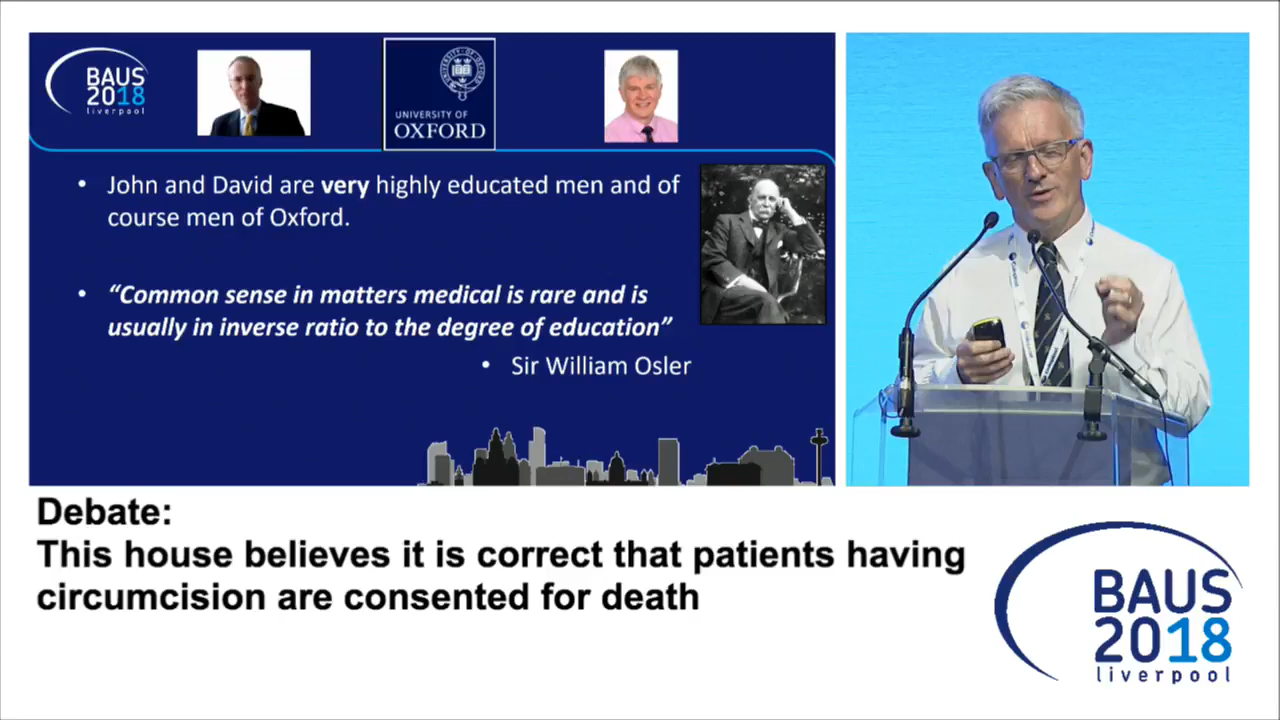 BAUS
2018
liverpool
UNIVERSITY OF
OXFORD
• John and David are very highly educated men and of
course men of Oxford.
• “Common sense in matters medical is rare and is
usually in inverse ratio to the degree of education”
• Sir William Osler
Debate:
This house believes it is correct that patients having
circumcision are consented for death
BAUS
2018
liverpool